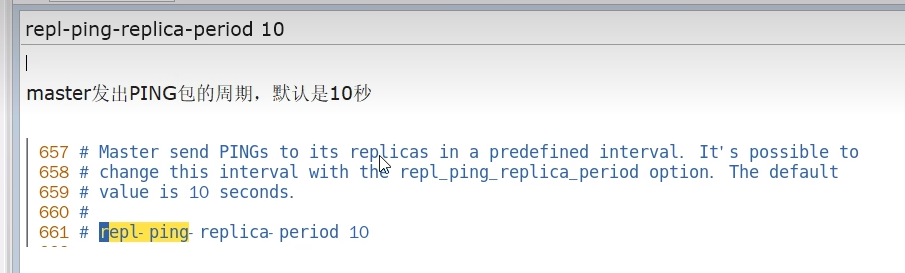 repl-ping-replica-period 10
master发出PING包的周期，默认是10秒
657 # Master send PINGs to its replicas in a predefined interval. It's possible to
658 # change this interval with the repl_ping_replica_period option. The default
659 # value is 10 seconds.
660 #
661 # repl-ping-replica-period 10